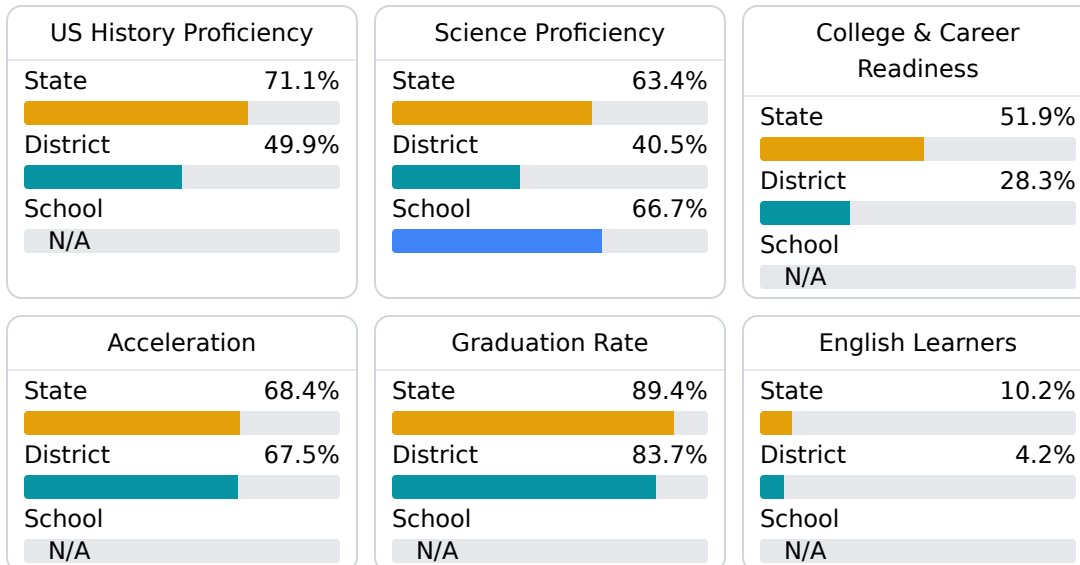 US History Proficiency
State 71.1%
District 49.9%
School
N/A
Science Proficiency
State 63.4%
District 40.5%
School 66.7%
College & Career
Readiness
State 51.9%
District 28.3%
School
N/A
Acceleration
State 68.4%
District 67.5%
School
N/A
Graduation Rate
State 89.4%
District 83.7%
School
N/A
English Learners
State 10.2%
District 4.2%
School
N/A